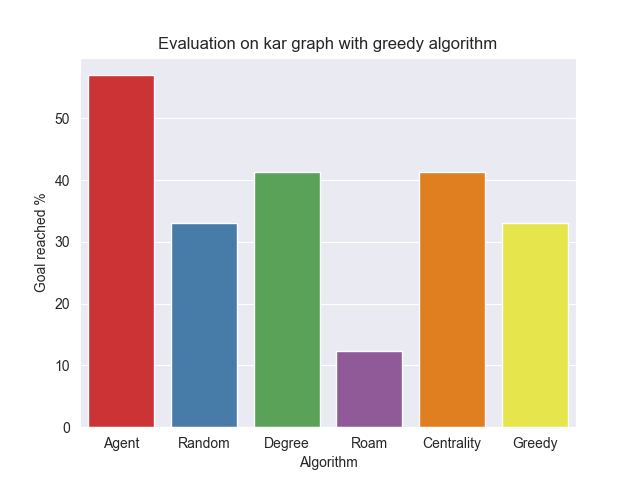 Evaluation on kar graph with greedy algorithm
Goal reached %
50
40
30
20
10
0
Agent Random Degree Roam Centrality Greedy
Algorithm